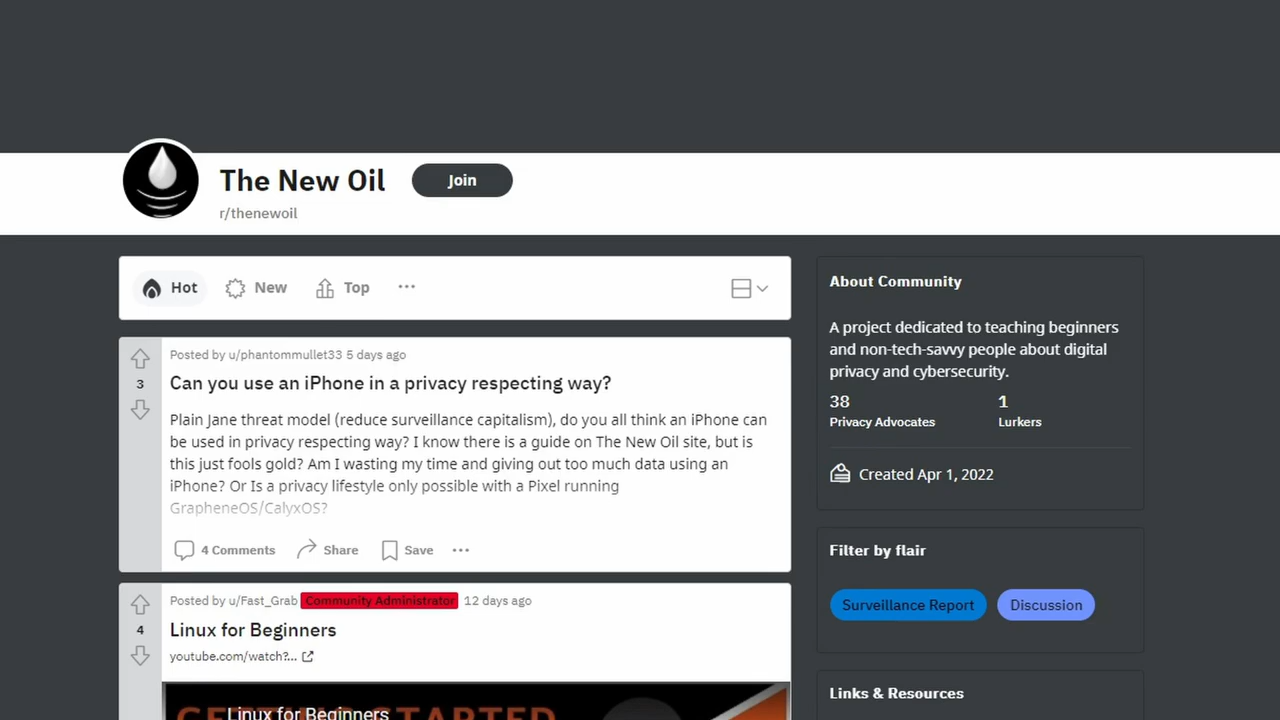 The New Oil
Join
r/thenewoil
Hot
New
Top
Posted by u/phantommullet33 5 days ago
3
Can you use an iPhone in a privacy respecting way?
Plain Jane threat model (reduce surveillance capitalism), do you all think an iPhone can
be used in privacy respecting way? I know there is a guide on The New Oil site, but is
this just fools gold? Am I wasting my time and giving out too much data using an
iPhone? Or Is a privacy lifestyle only possible with a Pixel running
GrapheneOS/CalyxOS?
4 Comments
Share
Save
Posted by u/Fast_Grab Community Administrator 12 days ago
4
Linux for Beginners
youtube.com/watch?...
GETTING STARTED
Linux for Beginners
About Community
A project dedicated to teaching beginners
and non-tech-savvy people about digital
privacy and cybersecurity.
38
1
Privacy Advocates
Lurkers
Created Apr 1, 2022
Filter by flair
Surveillance Report
Discussion
Links & Resources